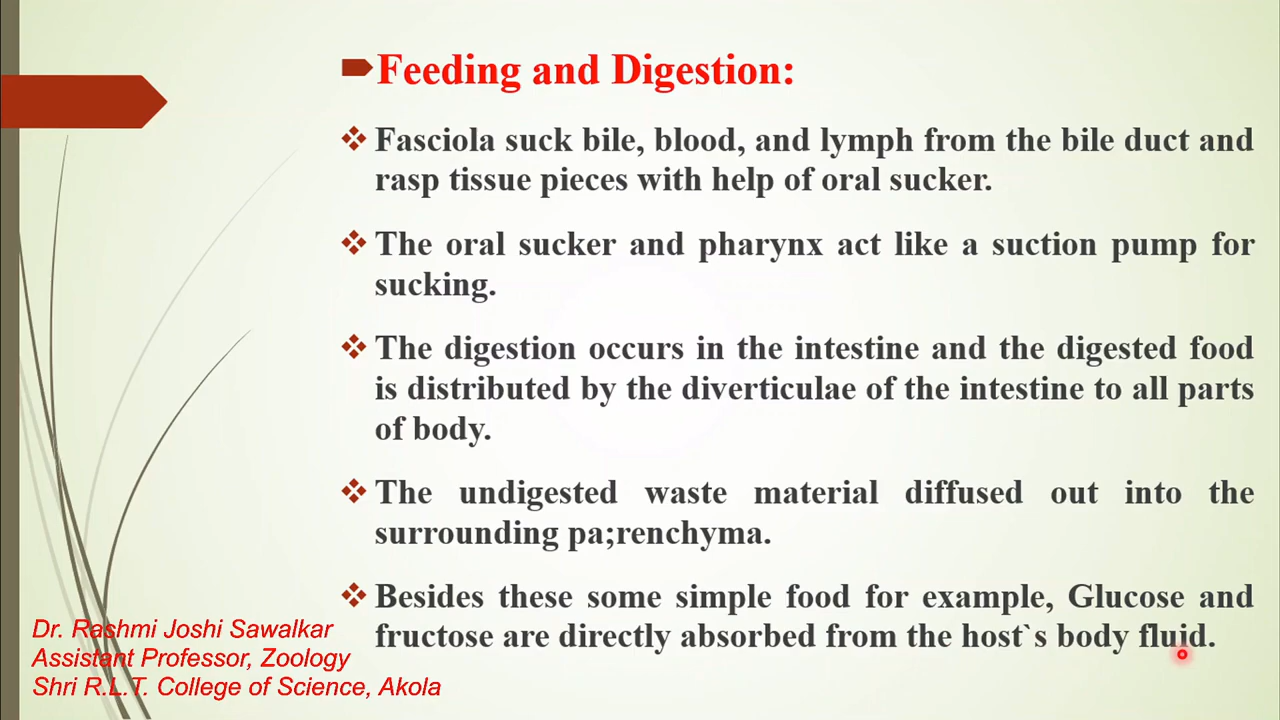 Feeding and Digestion:
Fasciola suck bile, blood, and lymph from the bile duct and
rasp tissue pieces with help of oral sucker.
The oral sucker and pharynx act like a suction pump for
sucking.
The digestion occurs in the intestine and the digested food
is distributed by the diverticulae of the intestine to all parts
of body.
The undigested waste material diffused out into the
surrounding pa;renchyma.
Besides these some simple food for example, Glucose and
fructose are directly absorbed from the host`s body fluid.
Dr. Rashmi Joshi Sawalkar
Assistant Professor, Zoology
Shri R.L.T. College of Science, Akola